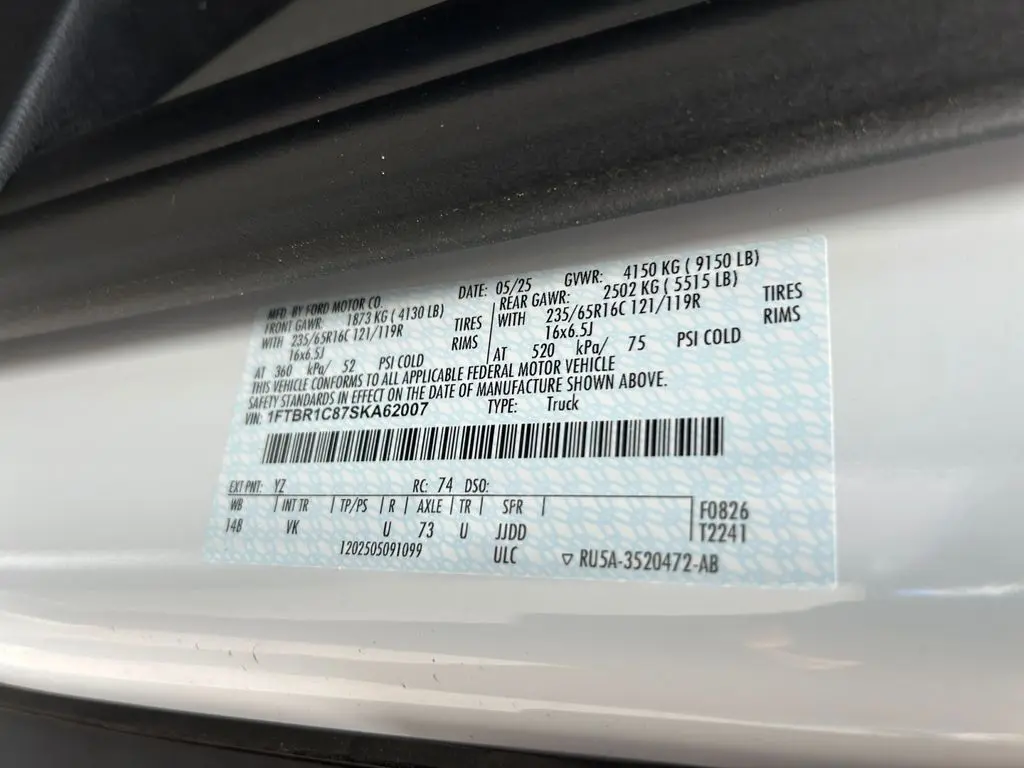 MFD. BY FORD MOTOR CO.
DATE: 05/25 GVWR: 4150 KG ( 9150 LB)
FRONT GAWR: 1873 KG ( 4130 LB)
WITH 235/65R16C 121/119R TIRES
16x6.5J RIMS
AT 360 kPa/ 52 PSI COLD
REAR GAWR: 2502 KG ( 5515 LB)
WITH 235/65R16C 121/119R TIRES
16x6.5J RIMS
AT 520 kPa/ 75 PSI COLD
THIS VEHICLE CONFORMS TO ALL APPLICABLE FEDERAL MOTOR VEHICLE
SAFETY STANDARDS IN EFFECT ON THE DATE OF MANUFACTURE SHOWN ABOVE.
VIN: 1FTBR1C87SKA62007 TYPE: Truck
EXT PNT: YZ RC: 74 DSO:
WB INT TR TP/PS R AXLE TR SFR F0826
148 VK U 73 U JJDD T2241
1202505091099 ULC ▽ RU5A-3520472-AB